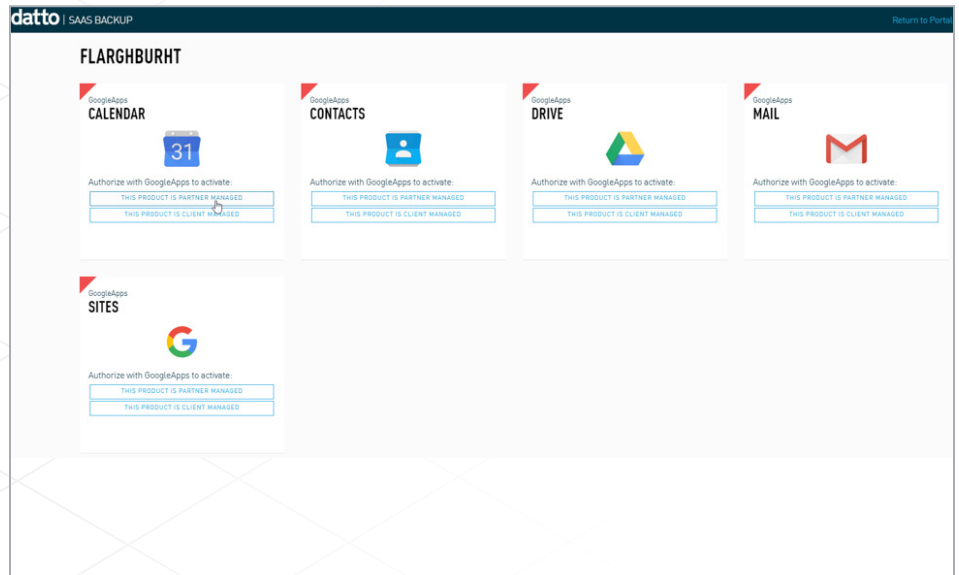 datto | SAAS BACKUP
Return to Portal
FLARGHBURHT
GoogleApps
CALENDAR
31
Authorize with GoogleApps to activate:
THIS PRODUCT IS PARTNER MANAGED
THIS PRODUCT IS CLIENT MANAGED
GoogleApps
CONTACTS
Authorize with GoogleApps to activate:
THIS PRODUCT IS PARTNER MANAGED
THIS PRODUCT IS CLIENT MANAGED
GoogleApps
DRIVE
Authorize with GoogleApps to activate:
THIS PRODUCT IS PARTNER MANAGED
THIS PRODUCT IS CLIENT MANAGED
GoogleApps
MAIL
Authorize with GoogleApps to activate:
THIS PRODUCT IS PARTNER MANAGED
THIS PRODUCT IS CLIENT MANAGED
GoogleApps
SITES
Authorize with GoogleApps to activate:
THIS PRODUCT IS PARTNER MANAGED
THIS PRODUCT IS CLIENT MANAGED